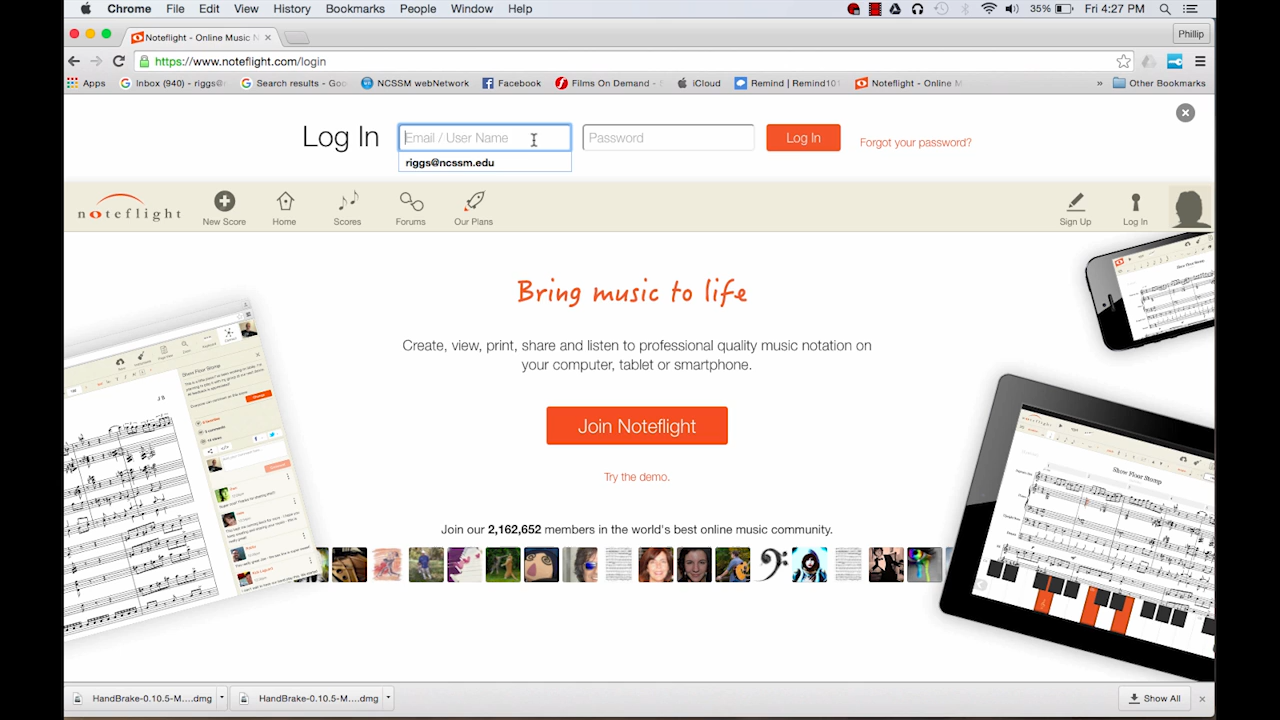 Chrome File Edit View History Bookmarks People Window Help 35% Fri 4:27 PM
Noteflight - Online Music N Phillip
https://www.noteflight.com/login
Apps Inbox (940) - riggs@ Search results - Goo NCSSM webNetwork Facebook Films On Demand - iCloud Remind | Remind101 Noteflight - Online M » Other Bookmarks
Log In Email / User Name Password Log In Forgot your password?
riggs@ncssm.edu
noteflight New Score Home Scores Forums Our Plans Sign Up Log In
Bring music to life
Create, view, print, share and listen to professional quality music notation on
your computer, tablet or smartphone.
Join Noteflight
Try the demo.
Join our 2,162,652 members in the world's best online music community.
Show Floor Stomp
HandBrake-0.10.5-M....dmg HandBrake-0.10.5-M....dmg Show All